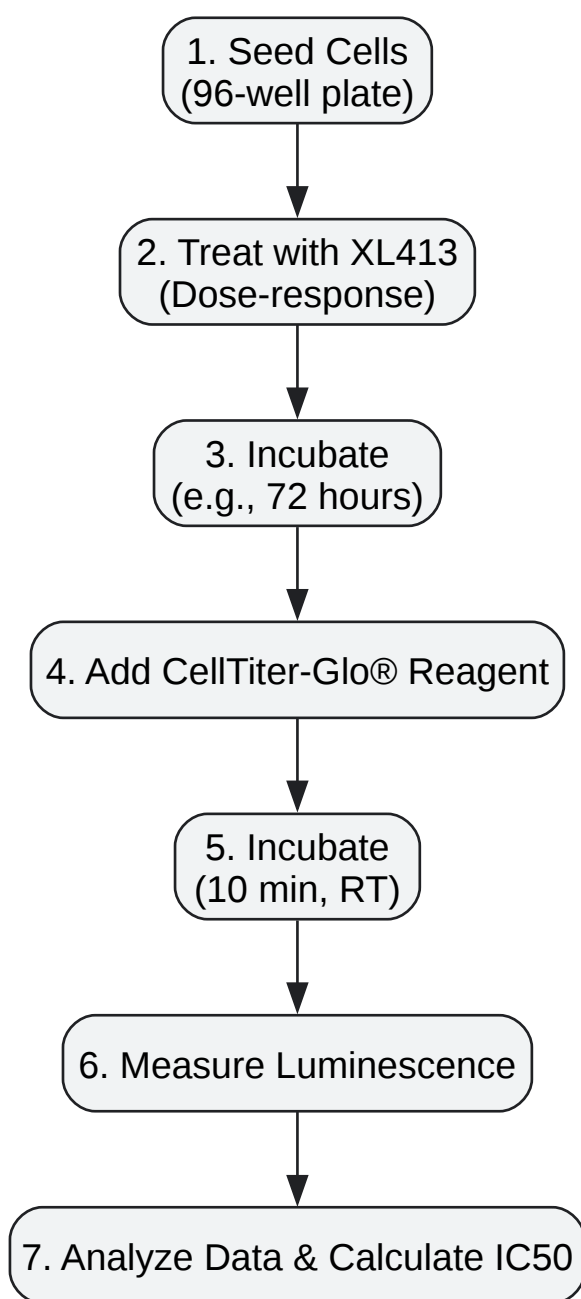 1. Seed Cells
(96-well plate)
2. Treat with XL413
(Dose-response)
3. Incubate
(e.g., 72 hours)
4. Add CellTiter-Glo® Reagent
5. Incubate
(10 min, RT)
6. Measure Luminescence
7. Analyze Data & Calculate IC50